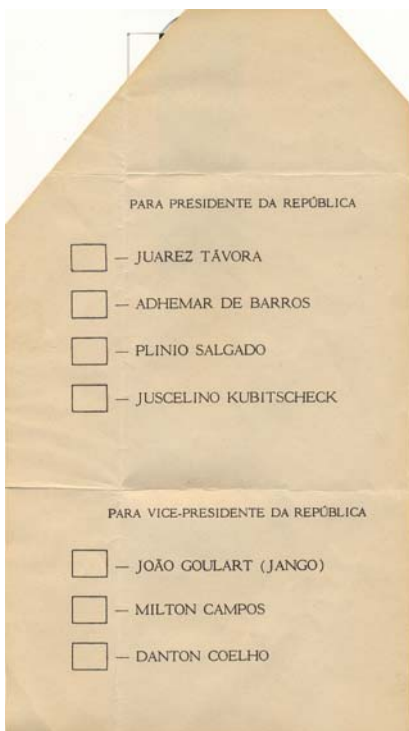 PARA PRESIDENTE DA REPÚBLICA
— JUAREZ TÁVORA
— ADHEMAR DE BARROS
— PLINIO SALGADO
— JUSCELINO KUBITSCHECK
PARA VICE-PRESIDENTE DA REPÚBLICA
— JOÃO GOULART (JANGO)
— MILTON CAMPOS
— DANTON COELHO